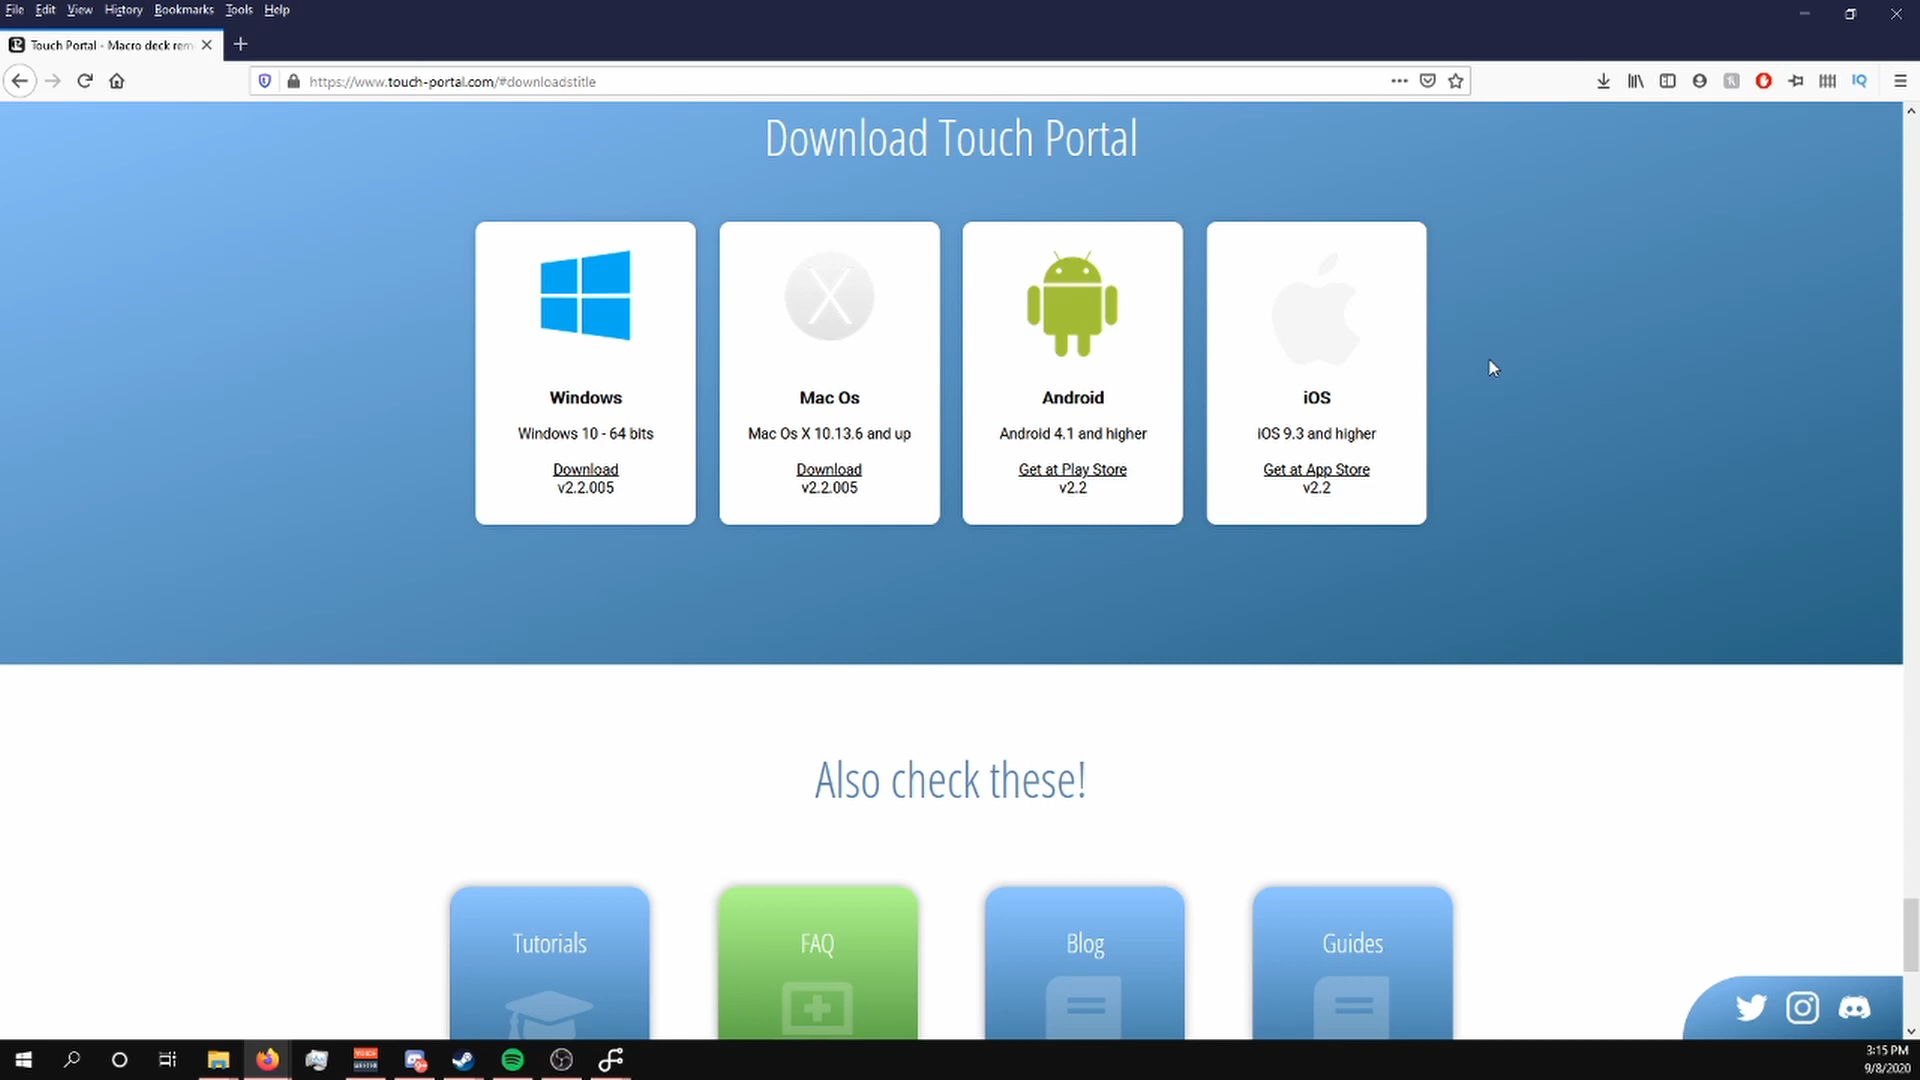 File Edit View History Bookmarks Tools Help
Touch Portal - Macro deck rem
https://www.touch-portal.com/#downloadstitle
IQ
Download Touch Portal
Windows
Windows 10 - 64 bits
Download
v2.2.005
Mac Os
Mac Os X 10.13.6 and up
Download
v2.2.005
Android
Android 4.1 and higher
Get at Play Store
v2.2
iOS
iOS 9.3 and higher
Get at App Store
v2.2
Also check these!
Tutorials
FAQ
Blog
Guides
3:15 PM
9/8/2020